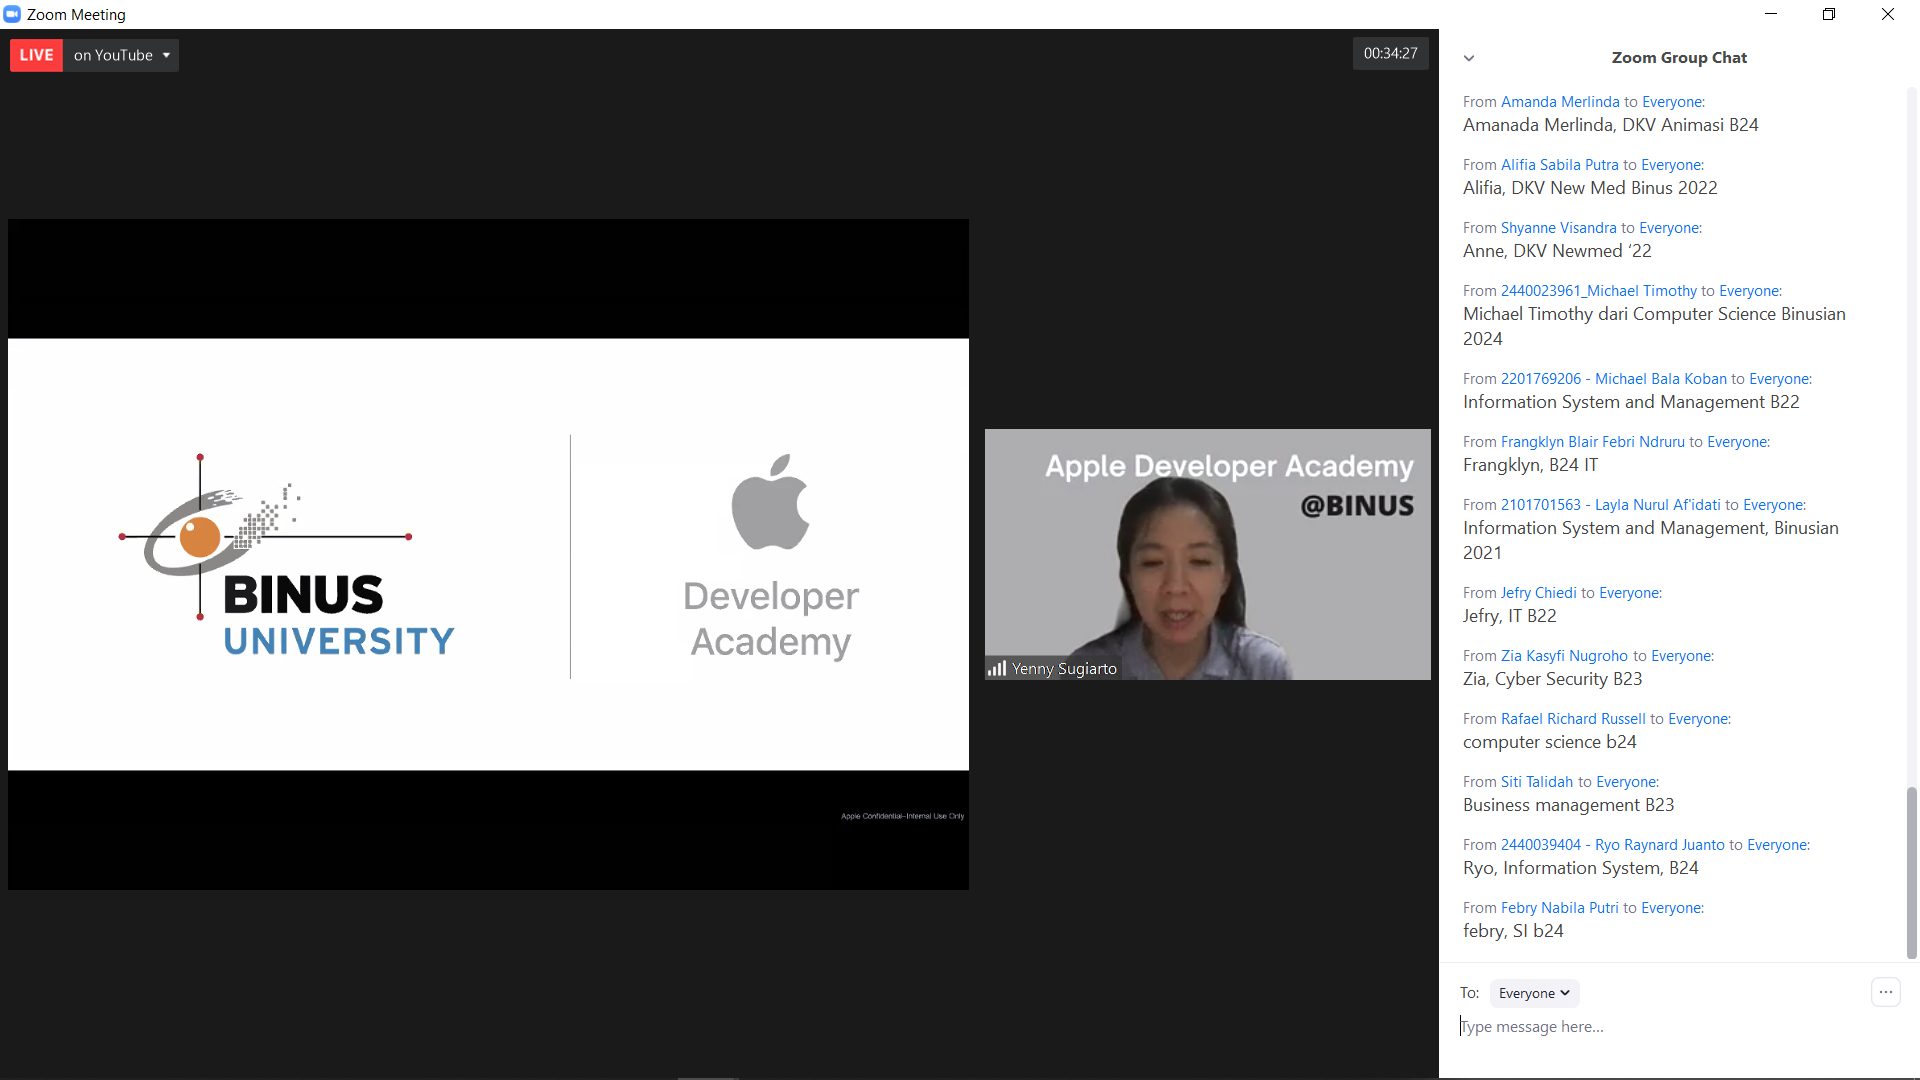 Zoom Meeting
LIVE on YouTube
00:34:27
BINUS
UNIVERSITY
Developer
Academy
Apple Confidential–Internal Use Only
Apple Developer Academy
@BINUS
Yenny Sugiarto
Zoom Group Chat
From Amanda Merlinda to Everyone:
Amanada Merlinda, DKV Animasi B24
From Alifia Sabila Putra to Everyone:
Alifia, DKV New Med Binus 2022
From Shyanne Visandra to Everyone:
Anne, DKV Newmed ‘22
From 2440023961_Michael Timothy to Everyone:
Michael Timothy dari Computer Science Binusian
2024
From 2201769206 - Michael Bala Koban to Everyone:
Information System and Management B22
From Frangklyn Blair Febri Ndruru to Everyone:
Frangklyn, B24 IT
From 2101701563 - Layla Nurul Af'idati to Everyone:
Information System and Management, Binusian
2021
From Jefry Chiedi to Everyone:
Jefry, IT B22
From Zia Kasyfi Nugroho to Everyone:
Zia, Cyber Security B23
From Rafael Richard Russell to Everyone:
computer science b24
From Siti Talidah to Everyone:
Business management B23
From 2440039404 - Ryo Raynard Juanto to Everyone:
Ryo, Information System, B24
From Febry Nabila Putri to Everyone:
febry, SI b24
To: Everyone
Type message here...